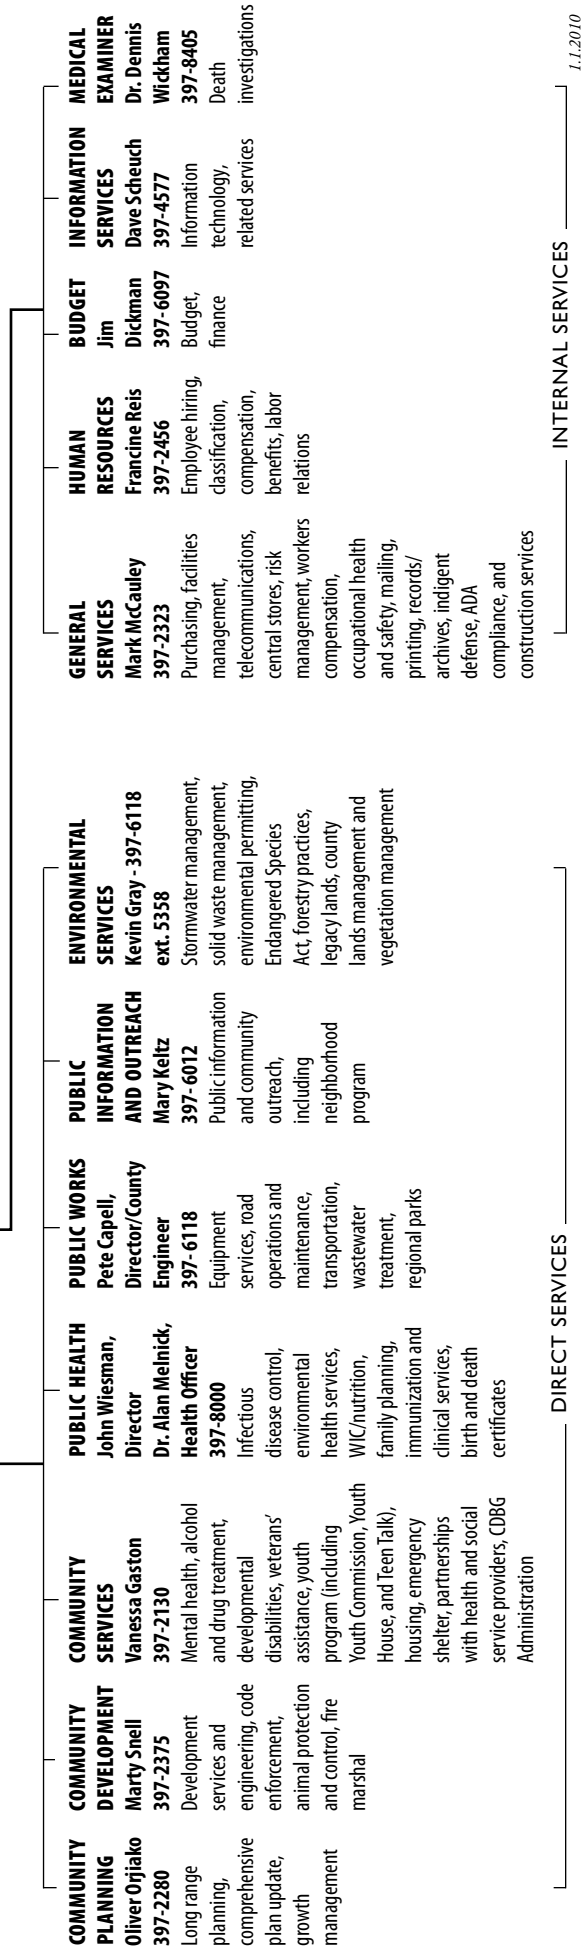 COMMUNITY
PLANNING
Oliver Orjiako
397-2280
Long range
planning,
comprehensive
plan update,
growth
management
COMMUNITY
DEVELOPMENT
Marty Snell
397-2375
Development
services and
engineering, code
enforcement,
animal protection
and control, fire
marshal
COMMUNITY
SERVICES
Vanessa Gaston
397-2130
Mental health, alcohol
and drug treatment,
developmental
disabilities, veterans’
assistance, youth
program (including
Youth Commission, Youth
House, and Teen Talk),
housing, emergency
shelter, partnerships
with health and social
service providers, CDBG
Administration
PUBLIC HEALTH
John Wiesman,
Director
Dr. Alan Melnick,
Health Officer
397-8000
Infectious
disease control,
environmental
health services,
WIC/nutrition,
family planning,
immunization and
clinical services,
birth and death
certificates
PUBLIC WORKS
Pete Capell,
Director/County
Engineer
397- 6118
Equipment
services, road
operations and
maintenance,
transportation,
wastewater
treatment,
regional parks
PUBLIC
INFORMATION
AND OUTREACH
Mary Keltz
397- 6012
Public information
and community
outreach,
including
neighborhood
program
ENVIRONMENTAL
SERVICES
Kevin Gray - 397-6118
ext. 5358
Stormwater management,
solid waste management,
environmental permitting,
Endangered Species
Act, forestry practices,
legacy lands, county
lands management and
vegetation management
DIRECT SERVICES
GENERAL
SERVICES
Mark McCauley
397-2323
Purchasing, facilities
management,
telecommunications,
central stores, risk
management, workers
compensation,
occupational health
and safety, mailing,
printing, records/
archives, indigent
defense, ADA
compliance, and
construction services
HUMAN
RESOURCES
Francine Reis
397-2456
Employee hiring,
classification,
compensation,
benefits, labor
relations
BUDGET
Jim
Dickman
397-6097
Budget,
finance
INFORMATION
SERVICES
Dave Scheuch
397-4577
Information
technology,
related services
MEDICAL
EXAMINER
Dr. Dennis
Wickham
397-8405
Death
investigations
INTERNAL SERVICES
1.1.2010